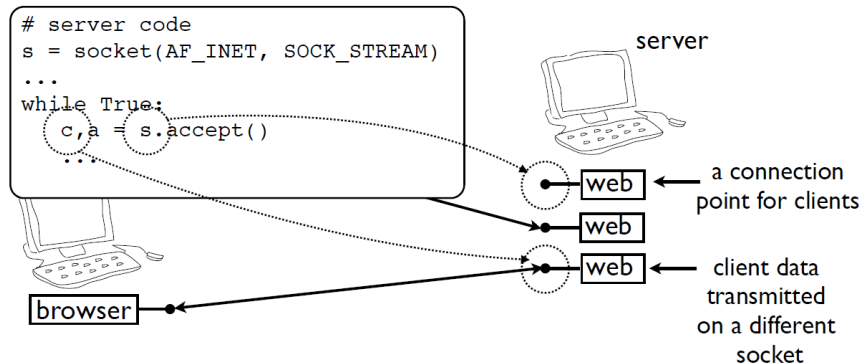 # server code
s = socket(AF_INET, SOCK_STREAM)
...
while True:
c,a = s.accept()
...
server
web
a connection
point for clients
web
web
client data
transmitted
on a different
socket
browser